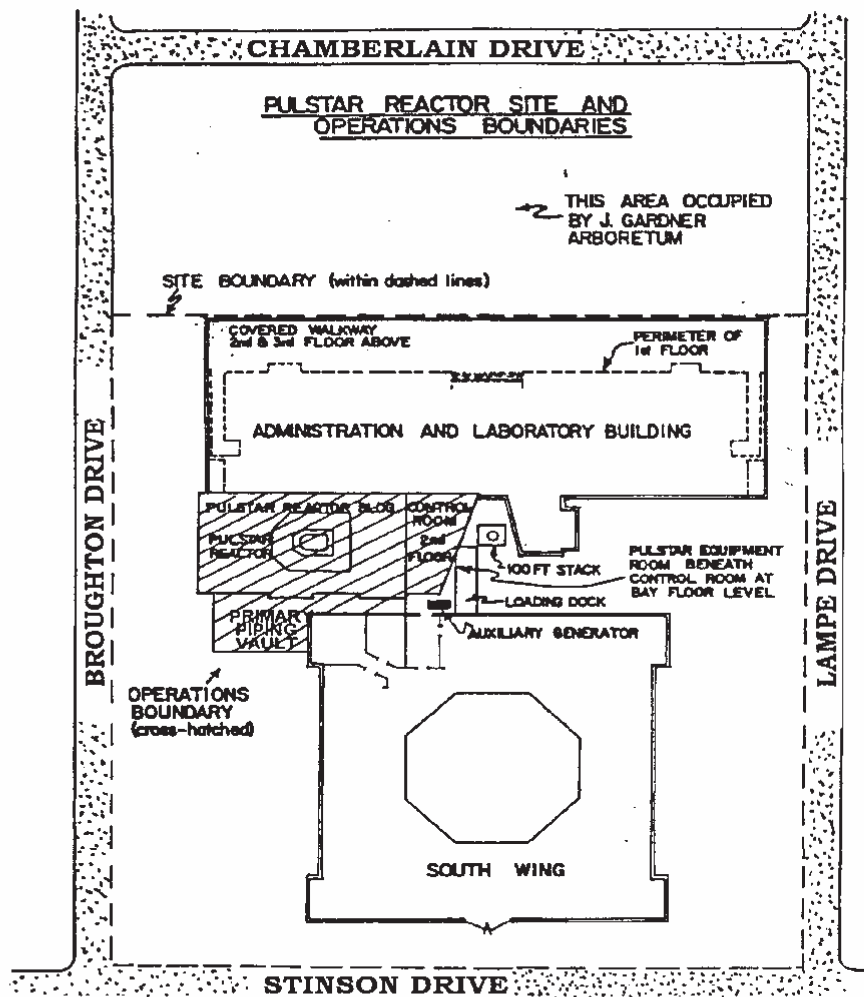 CHAMBERLAIN DRIVE
PULSTAR REACTOR SITE AND
OPERATIONS BOUNDARIES
THIS AREA OCCUPIED
BY J. GARDNER
ARBORETUM
SITE BOUNDARY (within dashed lines)
COVERED WALKWAY
2nd & 3rd FLOOR ABOVE
PERIMETER OF
1st FLOOR
ADMINISTRATION AND LABORATORY BUILDING
BROUGHTON DRIVE
LAMPE DRIVE
PULSTAR REACTOR BLDG
CONTROL
ROOM
2nd
FLOOR
PULSTAR
REACTOR
100 FT STACK
PULSTAR EQUIPMENT
ROOM BENEATH
CONTROL ROOM AT
BAY FLOOR LEVEL
LOADING DOCK
PRIMARY
PIPING
VAULT
AUXILIARY GENERATOR
OPERATIONS
BOUNDARY
(cross-hatched)
SOUTH WING
STINSON DRIVE